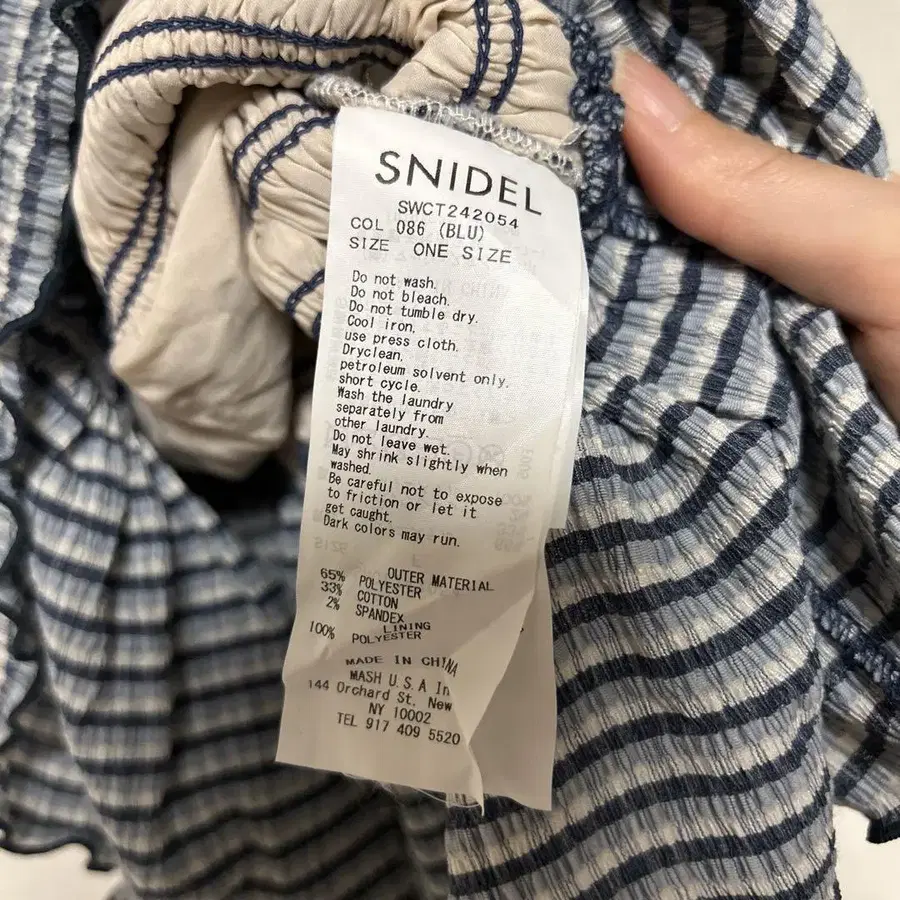 SNIDEL
SWCT242054
COL 086 (BLU)
SIZE ONE SIZE
Do not wash.
Do not bleach.
Do not tumble dry.
Cool iron,
use press cloth.
Dryclean,
petroleum solvent only,
short cycle.
Wash the laundry
separately from
other laundry.
Do not leave wet.
May shrink slightly when
washed.
Be careful not to expose
to friction or let it
get caught.
Dark colors may run.
OUTER MATERIAL
65% POLYESTER
33% COTTON
2% SPANDEX
LINING
100% POLYESTER
MADE IN CHINA
MASH U.S.A In
144 Orchard St, New
NY 10002
TEL 917 409 5520